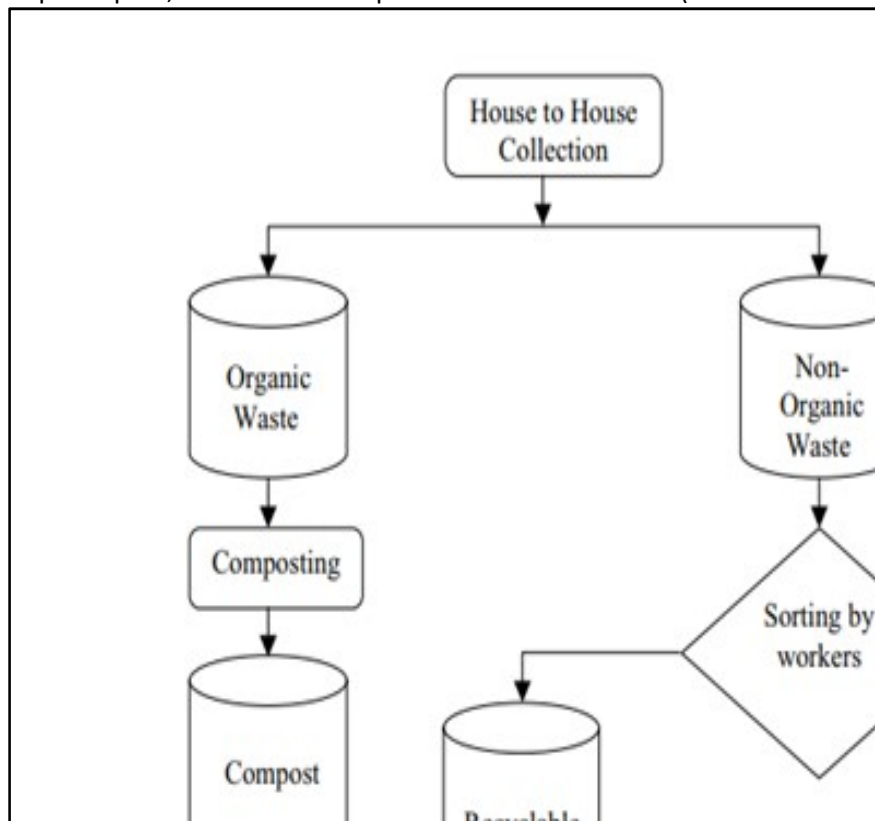 House to House
Collection
Organic
Waste
Non-
Organic
Waste
Composting
Sorting by
workers
Compost